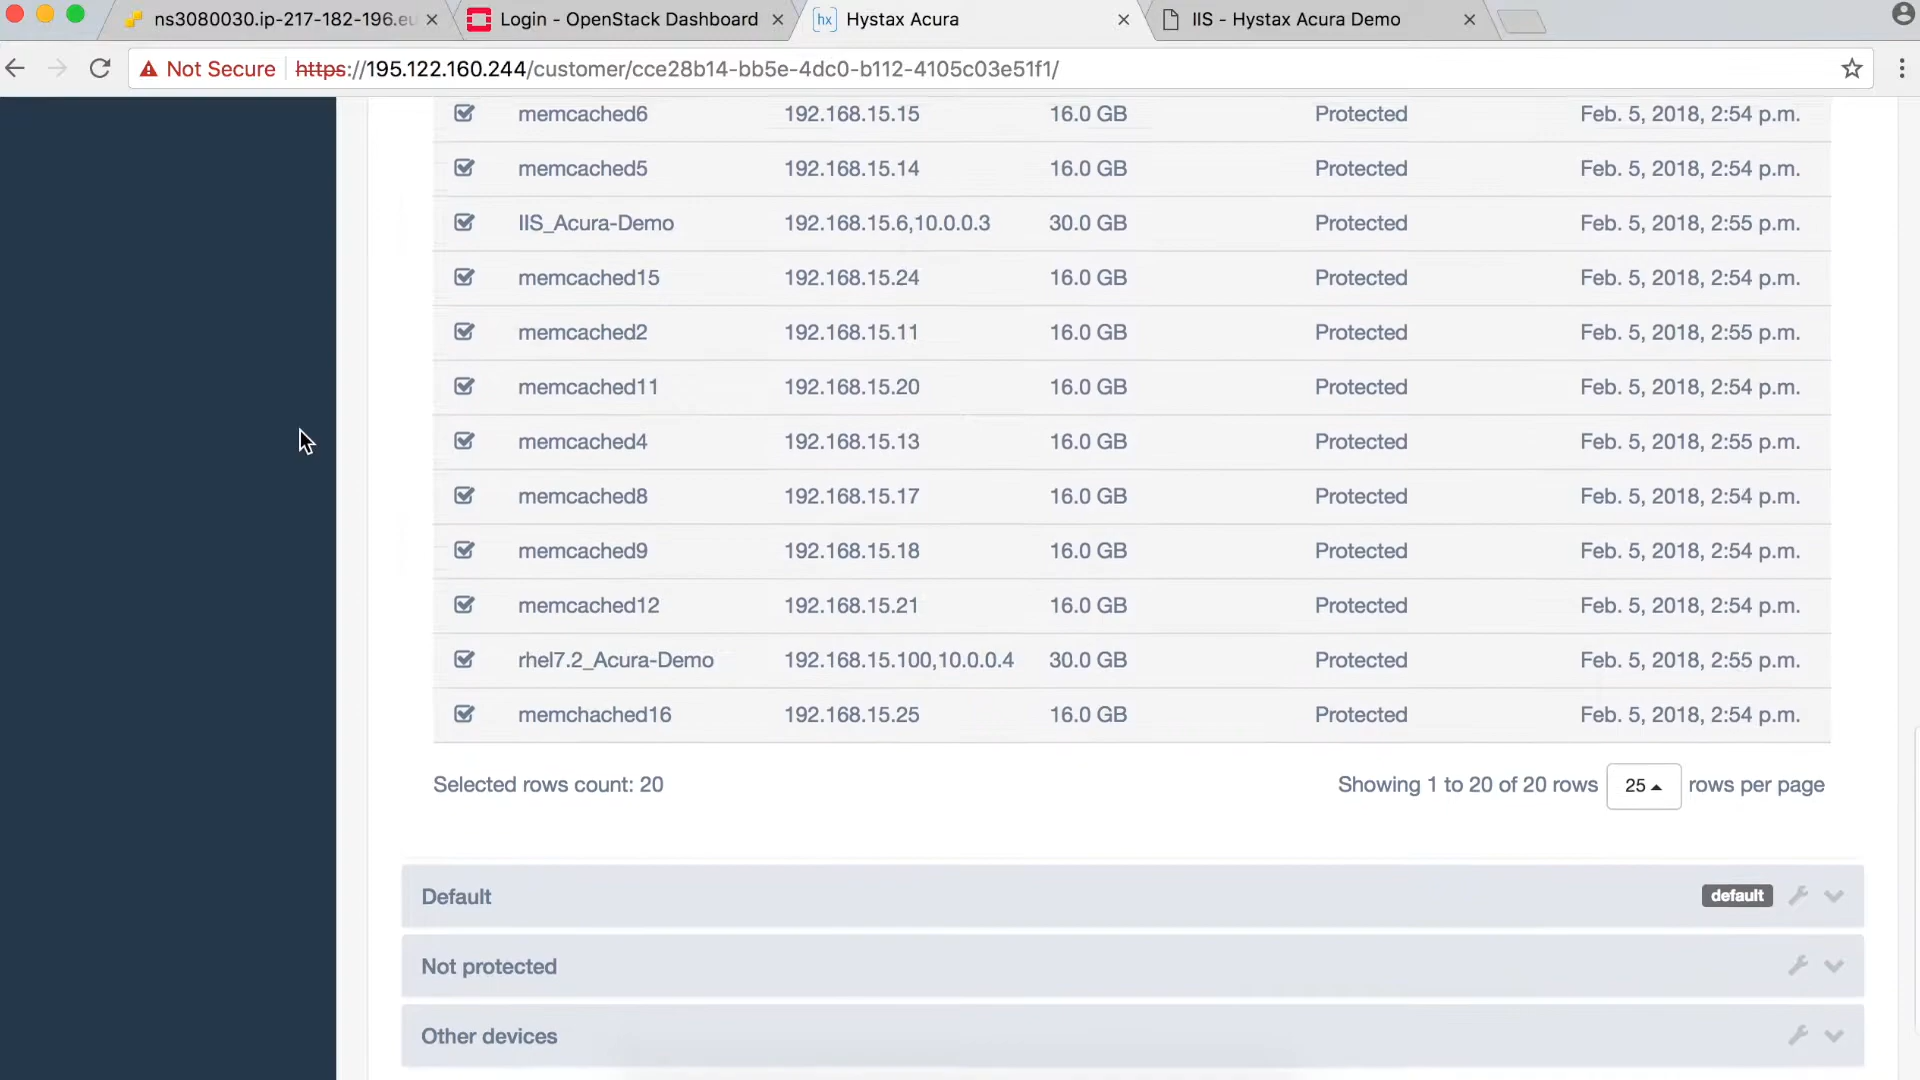 ns3080030.ip-217-182-196.eu
Login - OpenStack Dashboard
hx Hystax Acura
IIS - Hystax Acura Demo
Not Secure https://195.122.160.244/customer/cce28b14-bb5e-4dc0-b112-4105c03e51f1/
memcached6 192.168.15.15 16.0 GB Protected Feb. 5, 2018, 2:54 p.m.
memcached5 192.168.15.14 16.0 GB Protected Feb. 5, 2018, 2:54 p.m.
IIS_Acura-Demo 192.168.15.6,10.0.0.3 30.0 GB Protected Feb. 5, 2018, 2:55 p.m.
memcached15 192.168.15.24 16.0 GB Protected Feb. 5, 2018, 2:54 p.m.
memcached2 192.168.15.11 16.0 GB Protected Feb. 5, 2018, 2:55 p.m.
memcached11 192.168.15.20 16.0 GB Protected Feb. 5, 2018, 2:54 p.m.
memcached4 192.168.15.13 16.0 GB Protected Feb. 5, 2018, 2:55 p.m.
memcached8 192.168.15.17 16.0 GB Protected Feb. 5, 2018, 2:54 p.m.
memcached9 192.168.15.18 16.0 GB Protected Feb. 5, 2018, 2:54 p.m.
memcached12 192.168.15.21 16.0 GB Protected Feb. 5, 2018, 2:54 p.m.
rhel7.2_Acura-Demo 192.168.15.100,10.0.0.4 30.0 GB Protected Feb. 5, 2018, 2:55 p.m.
memchached16 192.168.15.25 16.0 GB Protected Feb. 5, 2018, 2:54 p.m.
Selected rows count: 20 Showing 1 to 20 of 20 rows 25 rows per page
Default default
Not protected
Other devices